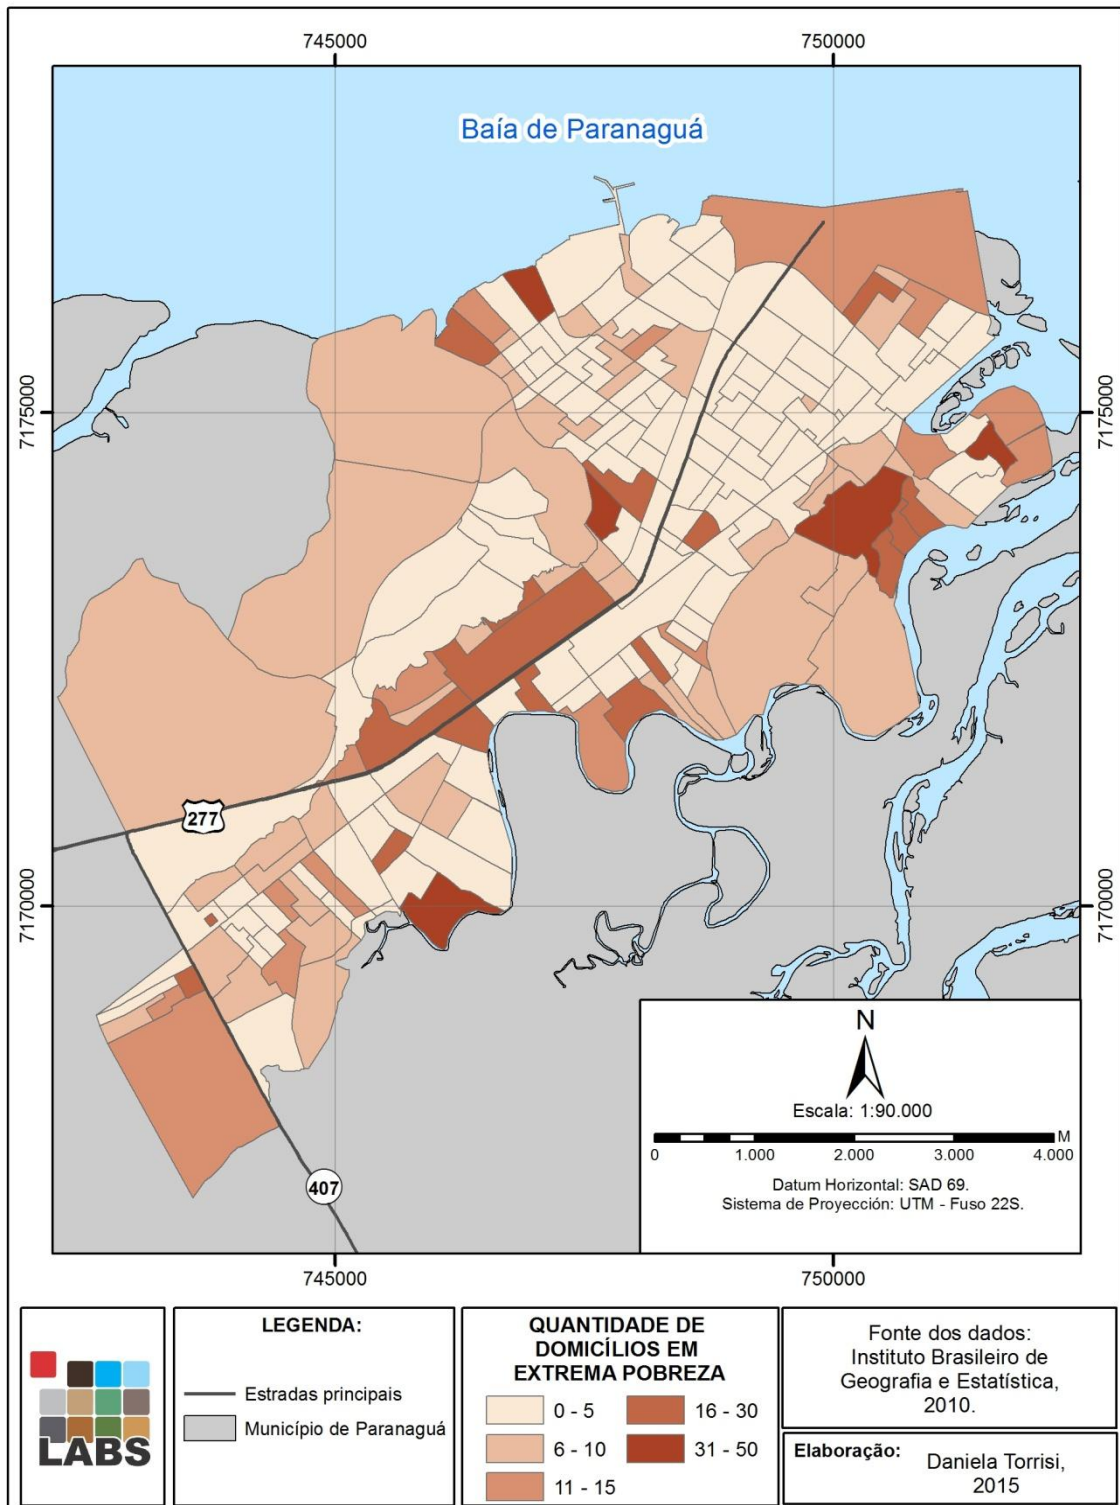 745000
750000
Baía de Paranaguá
7175000
7175000
277
7170000
7170000
N
Escala: 1:90.000
M
0
1.000
2.000
3.000
4.000
Datum Horizontal: SAD 69.
Sistema de Proyección: UTM - Fuso 22S.
407
745000
750000
LABS
LEGENDA:
Estradas principais
Município de Paranaguá
QUANTIDADE DE
DOMICÍLIOS EM
EXTREMA POBREZA
0 - 5
16 - 30
6 - 10
31 - 50
11 - 15
Fonte dos dados:
Instituto Brasileiro de
Geografia e Estatística,
2010.
Elaboração:
Daniela Torrisi,
2015